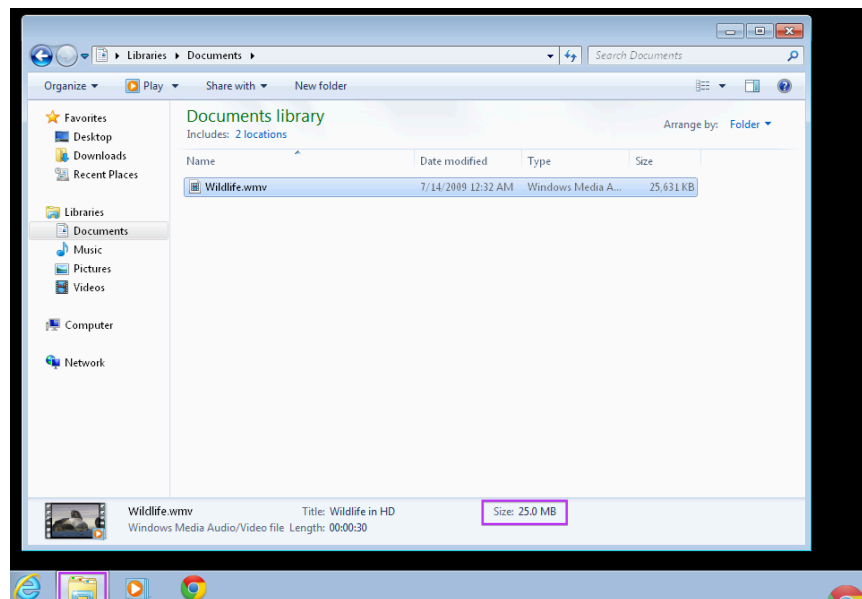 Libraries Documents
Search Documents
Organize Play Share with New folder
Favorites
Desktop
Downloads
Recent Places
Libraries
Documents
Music
Pictures
Videos
Computer
Network
Documents library
Includes: 2 locations
Arrange by: Folder
Name Date modified Type Size
Wildlife.wmv 7/14/2009 12:32 AM Windows Media A... 25,631 KB
Wildlife.wmv Title: Wildlife in HD Size: 25.0 MB
Windows Media Audio/Video file Length: 00:00:30